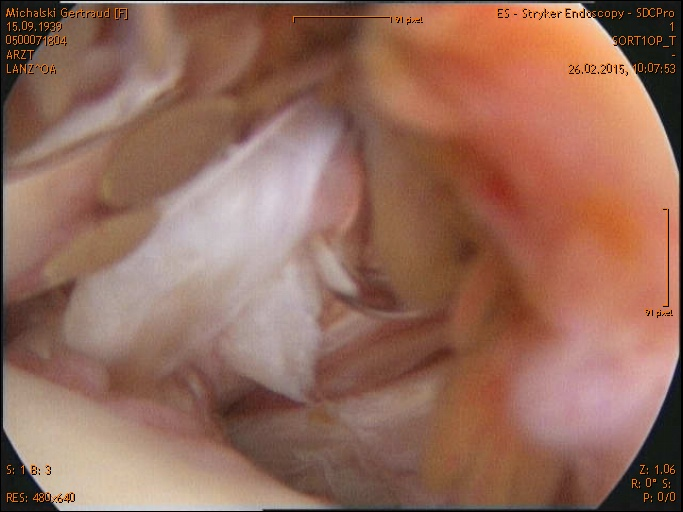 Michalski Gertraud [F]
15.09.1939
0500071804
ARZT
LANZ^OA
91 pixel
ES - Stryker Endoscopy - SDCPro
1
SORT1OP_T
-
26.02.2015, 10:07:53
91 pixel
S: 1 B: 3
RES: 480x640
Z: 1.06
R: 0° S:
P: 0/0